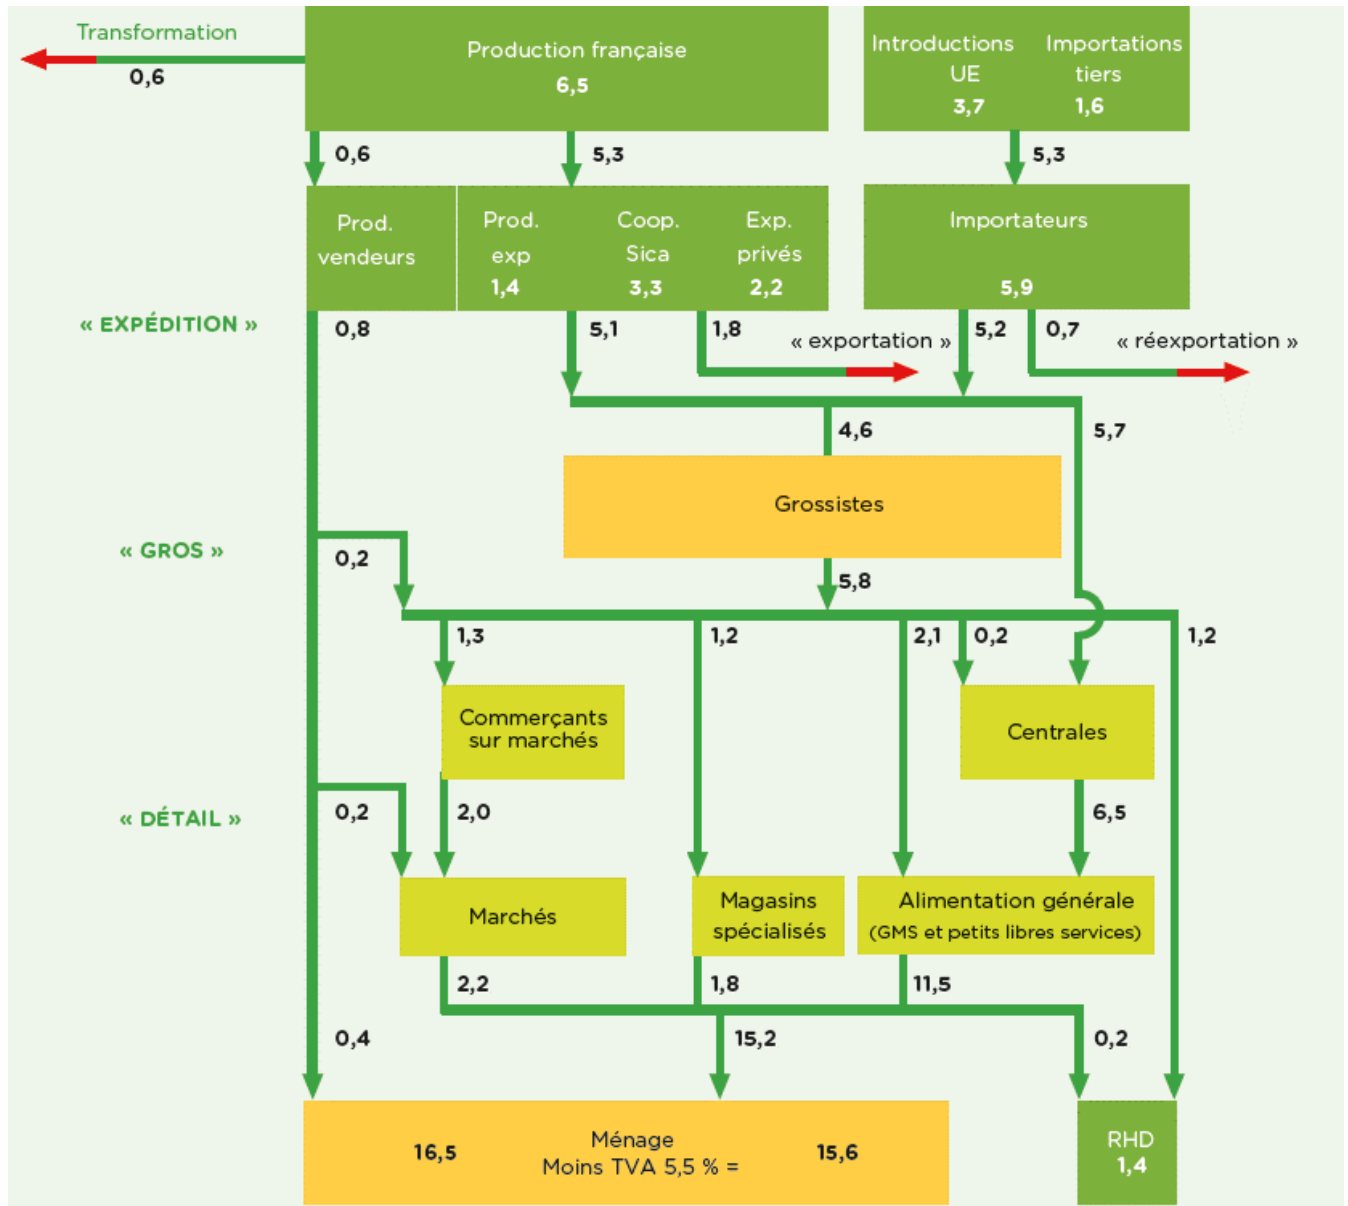 Transformation
0,6
Production française
6,5
Introductions
UE
3,7
Importations
tiers
1,6
0,6
5,3
5,3
Prod.
vendeurs
Prod.
exp
1,4
Coop.
Sica
3,3
Exp.
privés
2,2
Importateurs
5,9
« EXPÉDITION »
0,8
5,1
1,8
« exportation »
5,2
0,7
« réexportation »
4,6
5,7
Grossistes
« GROS »
0,2
5,8
1,3
1,2
2,1
0,2
1,2
Commerçants
sur marchés
Centrales
« DÉTAIL »
0,2
2,0
6,5
Marchés
Magasins
spécialisés
Alimentation générale
(GMS et petits libres services)
2,2
1,8
11,5
0,4
15,2
0,2
16,5
Ménage
Moins TVA 5,5 % =
15,6
RHD
1,4